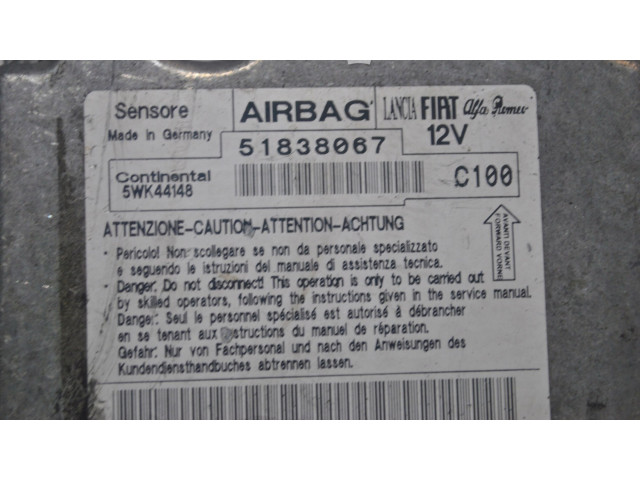 Sensore AIRBAG LANCIA FIAT Alfa Romeo
Made in Germany 51838067 12V
Continental
5WK44148 C100
ATTENZIONE-CAUTION-ATTENTION-ACHTUNG
AVANTI DEVANT
FORWARD VORNE
- Pericolo! Non scollegare se non da personale specializzato
e seguendo le istruzioni del manuale di assistenza tecnica.
- Danger: Do not disconnect! This operation is only to be carried out
by skilled operators, following the instructions given in the service manual.
Danger: Seul le personnel spécialisé est autorisé à débrancher
en se tenant aux instructions du manuel de réparation.
Gefahr: Nur von Fachpersonal und nach den Anweisungen des
Kundendiensthandbuches abtrennen lassen.